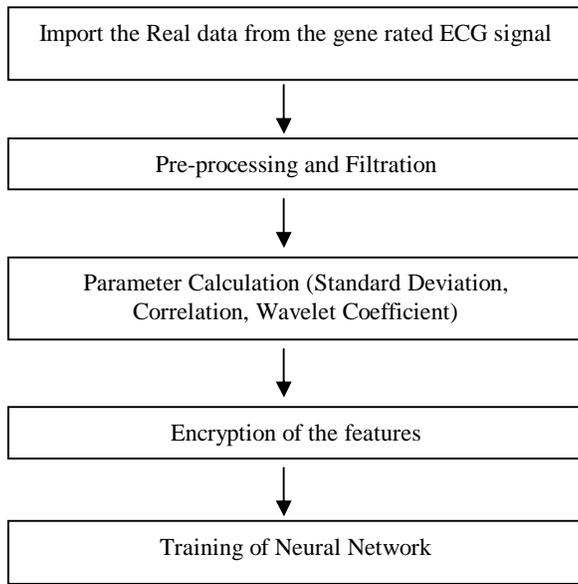 Import the Real data from the gene rated ECG signal
Pre-processing and Filtration
Parameter Calculation (Standard Deviation,
Correlation, Wavelet Coefficient)
Encryption of the features
Training of Neural Network